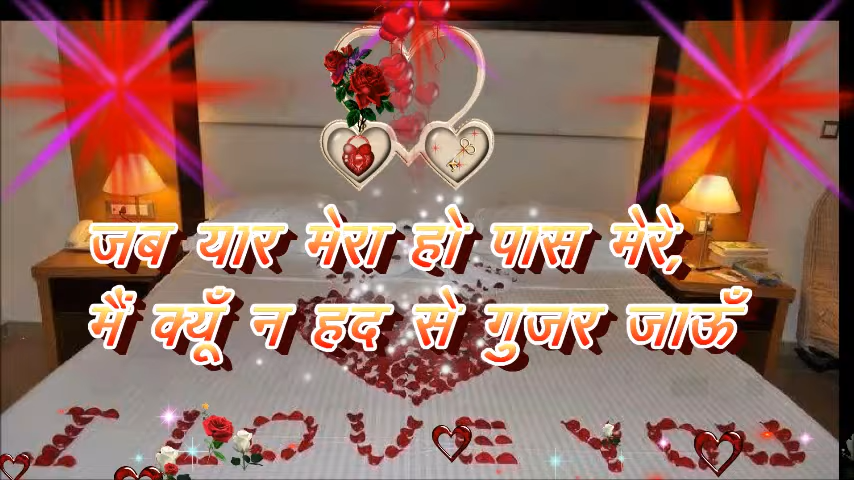 जब यार मेरा हो पास मेरे,
मैं क्यूँ न हद से गुजर जाऊँ
I LOVE YOU